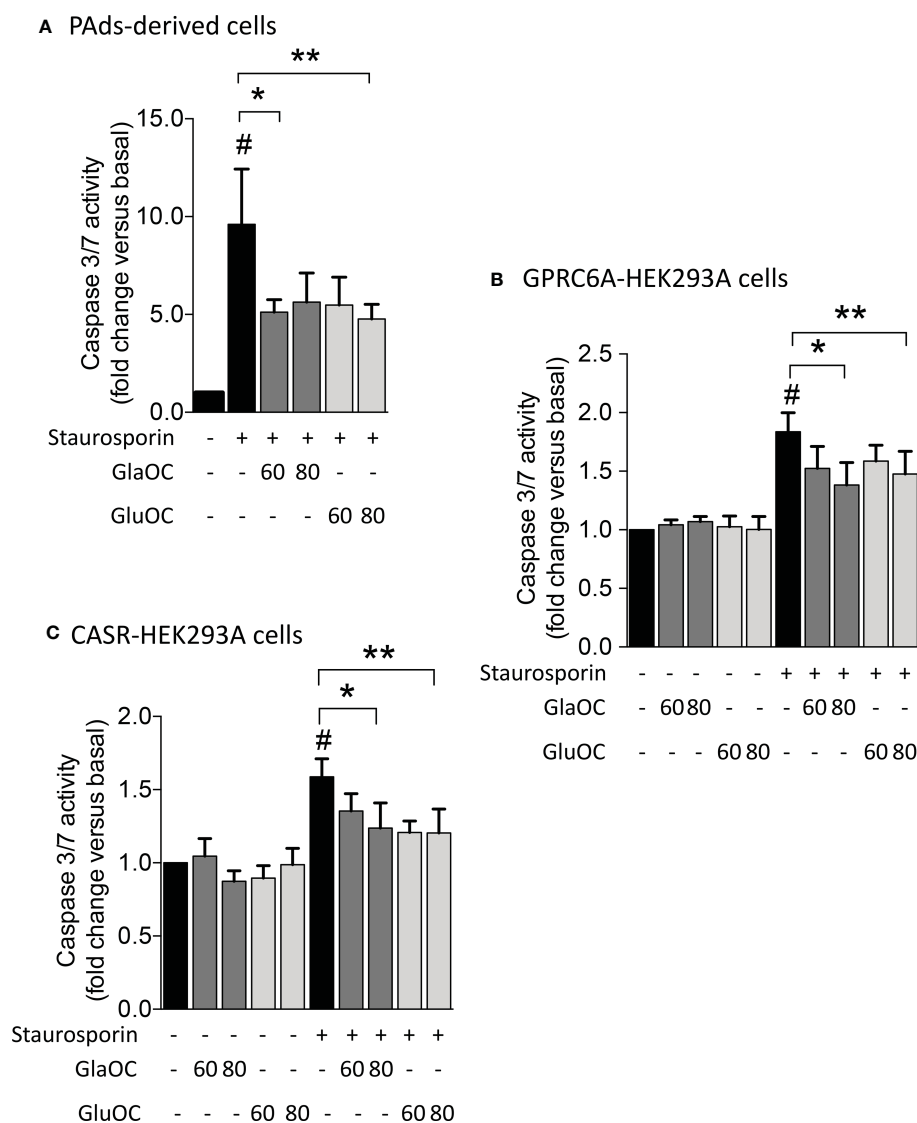 A PAds-derived cells
**
*
#
Caspase 3/7 activity
(fold change versus basal)
15.0
10.0
5.0
0.0
Staurosporin - + + + + +
GlaOC - - 60 80 - -
GluOC - - - - 60 80
B GPRC6A-HEK293A cells
**
*
#
Caspase 3/7 activity
(fold change versus basal)
2.5
2.0
1.5
1.0
0.5
0.0
Staurosporin - - - - - + + + + +
GlaOC - 60 80 - - - 60 80 - -
GluOC - - - 60 80 - - - 60 80
C CASR-HEK293A cells
**
*
#
Caspase 3/7 activity
(fold change versus basal)
2.0
1.5
1.0
0.5
0.0
Staurosporin - - - - - + + + + +
GlaOC - 60 80 - - - 60 80 - -
GluOC - - - 60 80 - - - 60 80